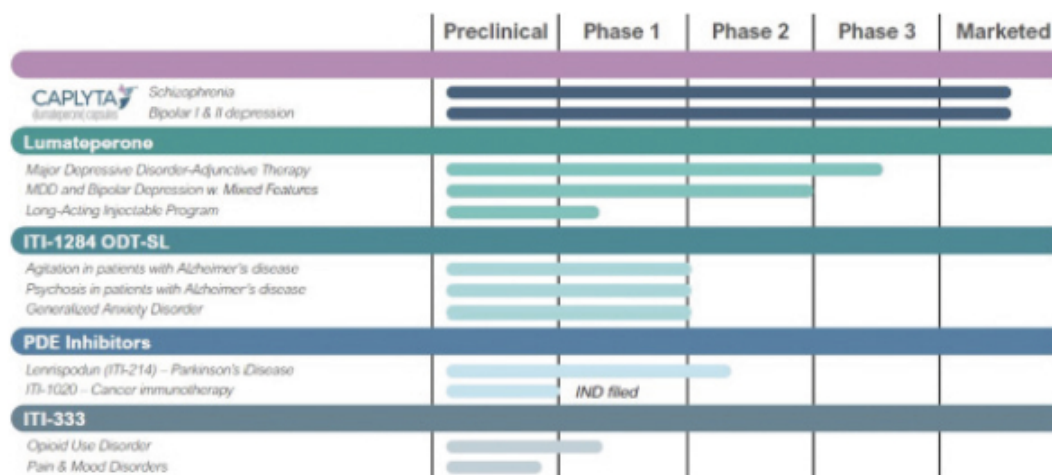 Preclinical Phase 1 Phase 2 Phase 3 Marketed
CAPLYTA Schizophrenia
(lumateperone) capsules Bipolar I & II depression
Lumateperone
Major Depressive Disorder-Adjunctive Therapy
MDD and Bipolar Depression w. Mixed Features
Long-Acting Injectable Program
ITI-1284 ODT-SL
Agitation in patients with Alzheimer's disease
Psychosis in patients with Alzheimer's disease
Generalized Anxiety Disorder
PDE Inhibitors
Lenrispodun (ITI-214) – Parkinson's Disease
ITI-1020 – Cancer immunotherapy IND filed
ITI-333
Opioid Use Disorder
Pain & Mood Disorders